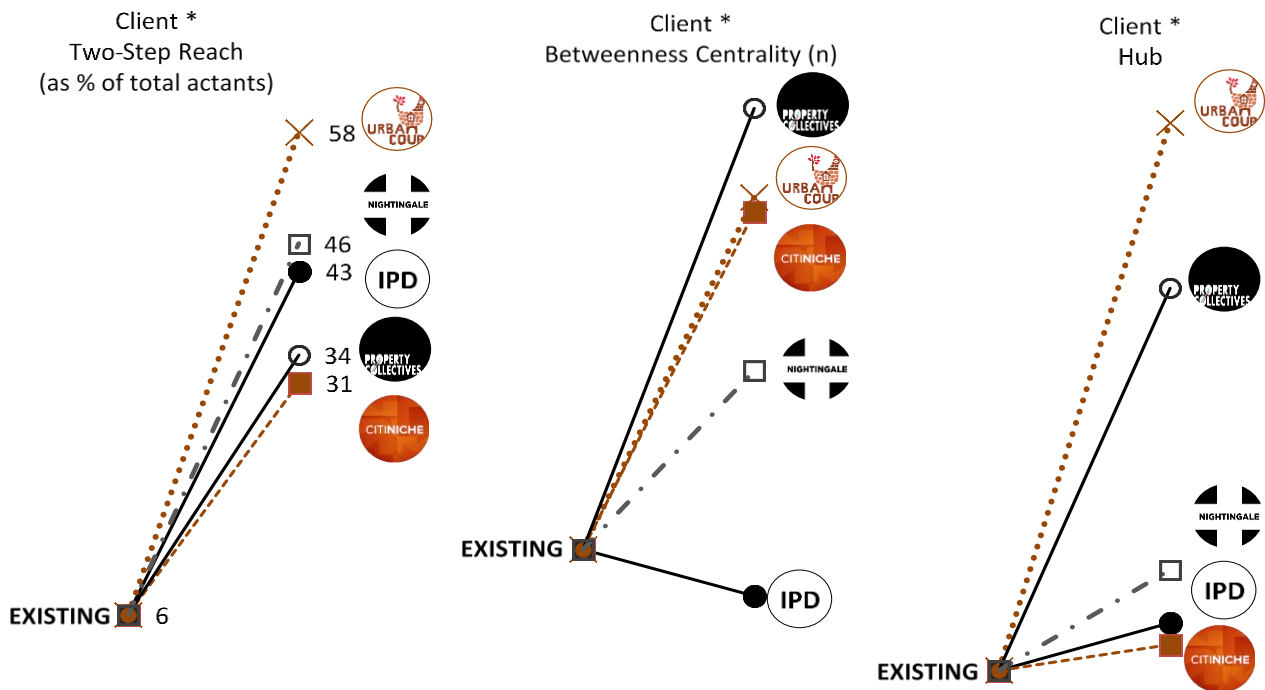 Client *
Two-Step Reach
(as % of total actants)
58
URBAN
COUP
NIGHTINGALE
46
43
IPD
34
PROPERTY
COLLECTIVES
31
CITINICHE
EXISTING
6
Client *
Betweenness Centrality (n)
PROPERTY
COLLECTIVES
URBAN
COUP
CITINICHE
NIGHTINGALE
EXISTING
IPD
Client *
Hub
URBAN
COUP
PROPERTY
COLLECTIVES
NIGHTINGALE
IPD
CITINICHE
EXISTING